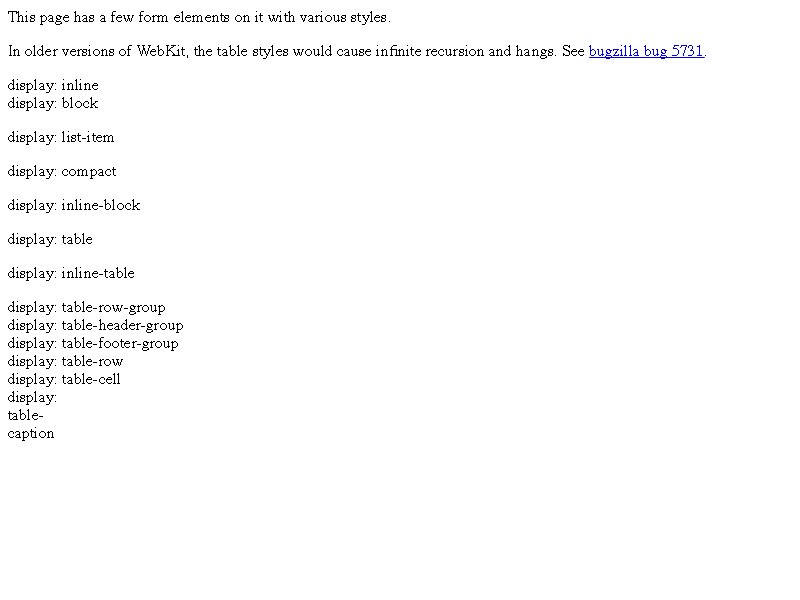 This page has a few form elements on it with various styles.
In older versions of WebKit, the table styles would cause infinite recursion and hangs. See bugzilla bug 5731.
display: inline
display: block
display: list-item
display: compact
display: inline-block
display: table
display: inline-table
display: table-row-group
display: table-header-group
display: table-footer-group
display: table-row
display: table-cell
display:
table-
caption